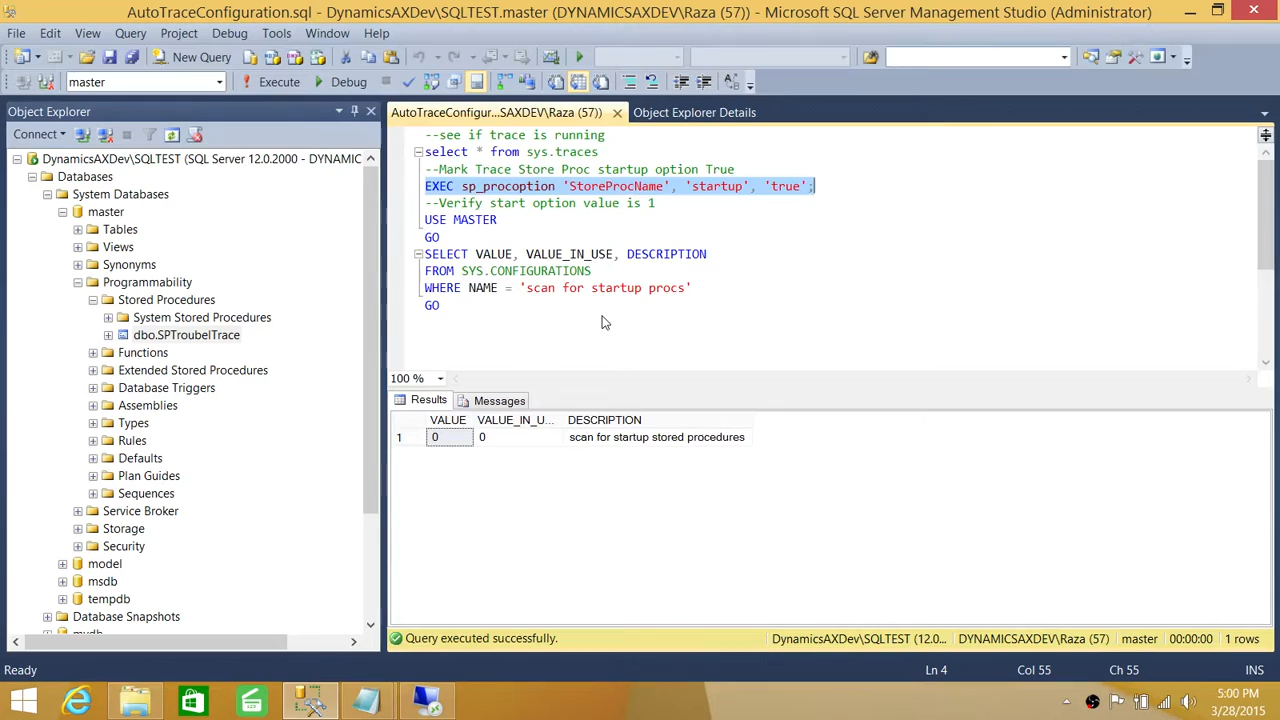 AutoTraceConfiguration.sql - DynamicsAXDev\SQLTEST.master (DYNAMICSAXDEV\Raza (57)) - Microsoft SQL Server Management Studio (Administrator)
File Edit View Query Project Debug Tools Window Help
New Query
master Execute Debug
Object Explorer
Connect
DynamicsAXDev\SQLTEST (SQL Server 12.0.2000 - DYNAMIC
Databases
System Databases
master
Tables
Views
Synonyms
Programmability
Stored Procedures
System Stored Procedures
dbo.SPTroubelTrace
Functions
Extended Stored Procedures
Database Triggers
Assemblies
Types
Rules
Defaults
Plan Guides
Sequences
Service Broker
Storage
Security
model
msdb
tempdb
Database Snapshots
mydb
AutoTraceConfigur...SAXDEV\Raza (57)) Object Explorer Details
--see if trace is running
select * from sys.traces
--Mark Trace Store Proc startup option True
EXEC sp_procoption 'StoreProcName', 'startup', 'true';
--Verify start option value is 1
USE MASTER
GO
SELECT VALUE, VALUE_IN_USE, DESCRIPTION
FROM SYS.CONFIGURATIONS
WHERE NAME = 'scan for startup procs'
GO
100 %
Results Messages
VALUE VALUE_IN_U... DESCRIPTION
1 0 0 scan for startup stored procedures
Query executed successfully. DynamicsAXDev\SQLTEST (12.0... DYNAMICSAXDEV\Raza (57) master 00:00:00 1 rows
Ready Ln 4 Col 55 Ch 55 INS
5:00 PM
3/28/2015